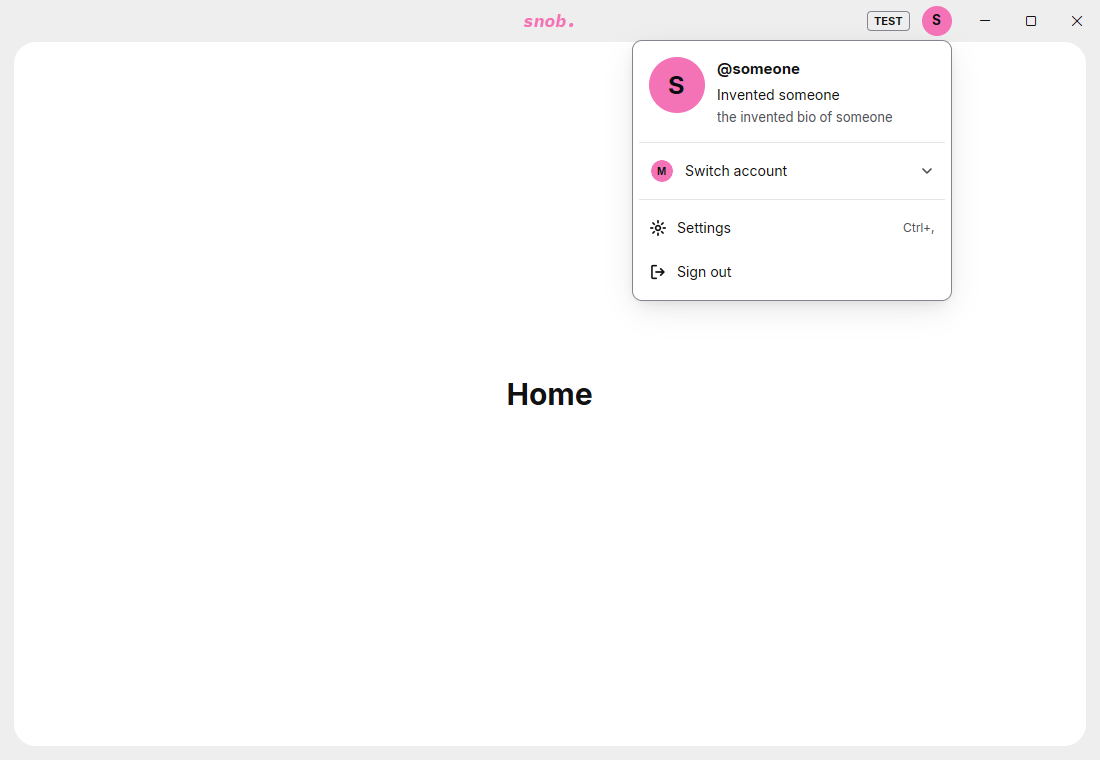 snob.
TEST
S
S
@someone
Invented someone
the invented bio of someone
M
Switch account
Settings
Ctrl+,
Sign out
Home